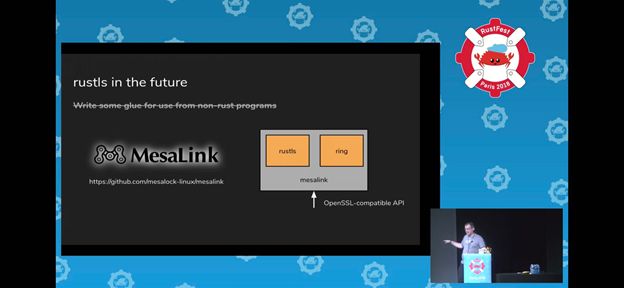 rustls in the future
Write some glue for use from non-rust programs
MesaLink
https://github.com/mesalock-linux/mesalink
rustls
ring
mesalink
OpenSSL-compatible API
RustFest
Paris 2018